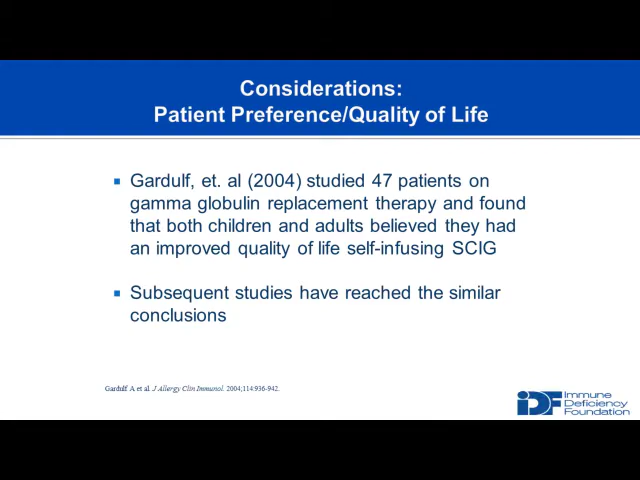 Considerations:
Patient Preference/Quality of Life
Gardulf, et. al (2004) studied 47 patients on
gamma globulin replacement therapy and found
that both children and adults believed they had
an improved quality of life self-infusing SCIG
Subsequent studies have reached the similar
conclusions
Gardulf A et al. J Allergy Clin Immunol. 2004;114:936-942.
IDF Immune
Deficiency
Foundation